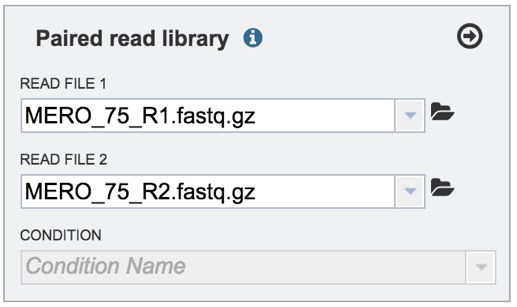 Paired read library
READ FILE 1
MERO_75_R1.fastq.gz
READ FILE 2
MERO_75_R2.fastq.gz
CONDITION
Condition Name